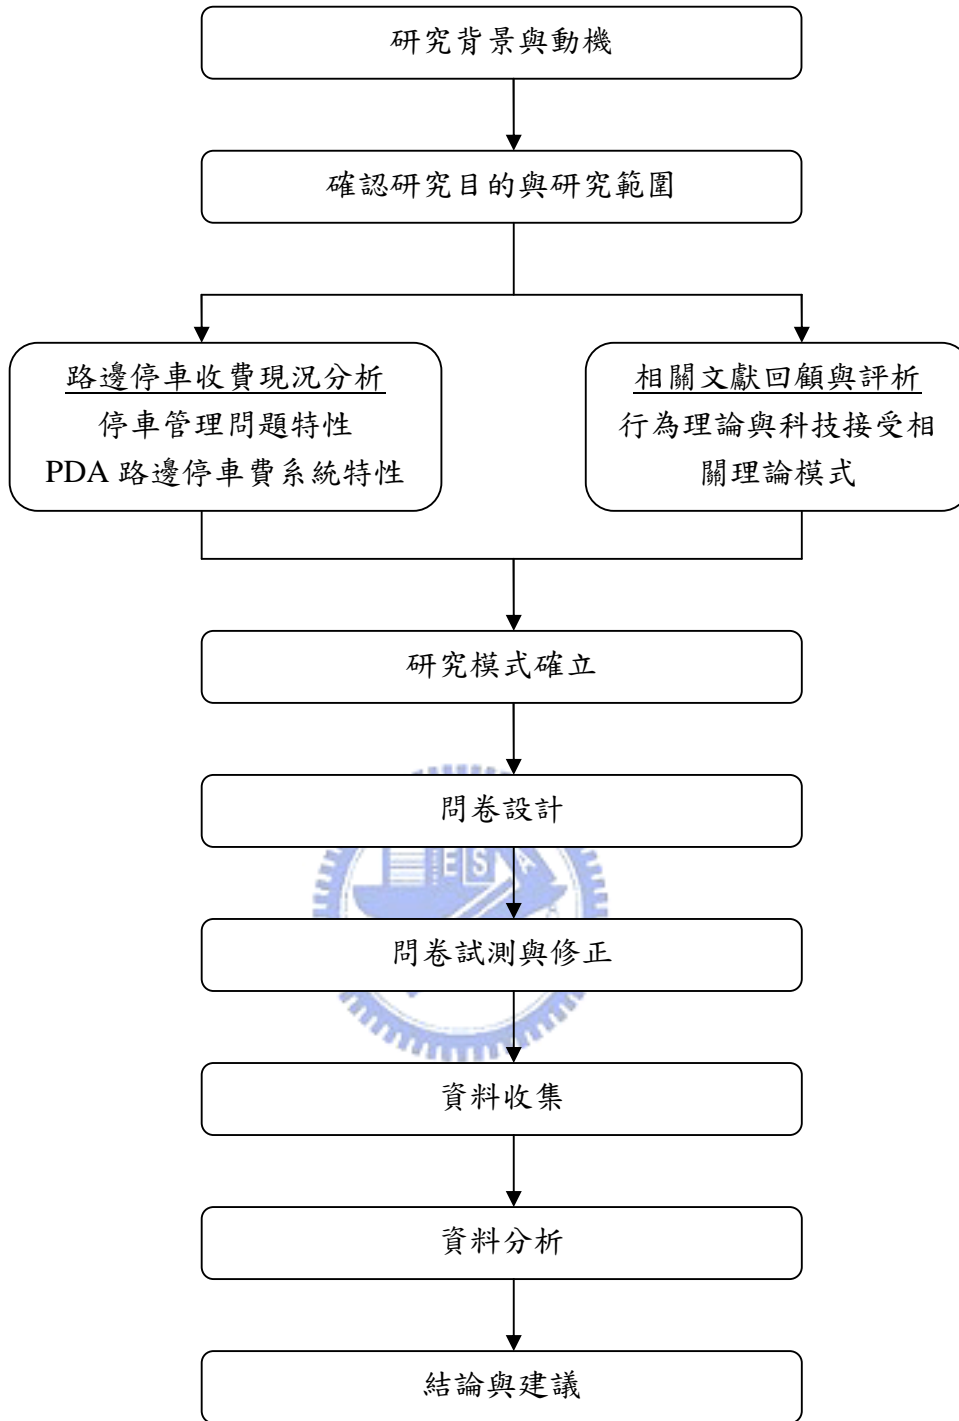 研究背景與動機
確認研究目的與研究範圍
路邊停車收費現況分析
停車管理問題特性
PDA 路邊停車費系統特性
相關文獻回顧與評析
行為理論與科技接受相
關理論模式
研究模式確立
問卷設計
ESA
問卷試測與修正
資料收集
資料分析
結論與建議